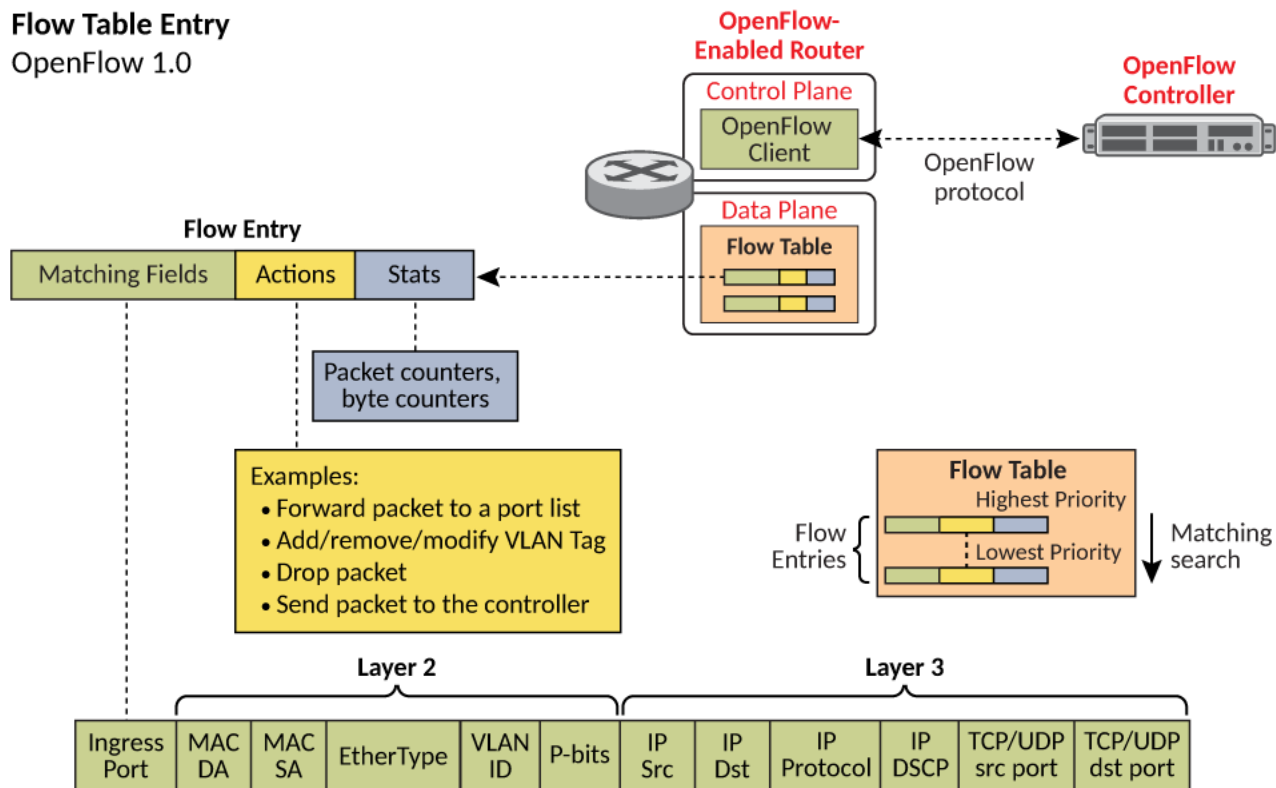 Flow Table Entry
OpenFlow 1.0
OpenFlow-
Enabled Router
Control Plane
OpenFlow
Client
OpenFlow
protocol
OpenFlow
Controller
Data Plane
Flow Table
Flow Entry
Matching Fields Actions Stats
Packet counters,
byte counters
Examples:
• Forward packet to a port list
• Add/remove/modify VLAN Tag
• Drop packet
• Send packet to the controller
Flow Table
Highest Priority
Lowest Priority
Flow
Entries
Matching
search
Layer 2
Layer 3
Ingress
Port
MAC
DA
MAC
SA
EtherType
VLAN
ID
P-bits
IP
Src
IP
Dst
IP
Protocol
IP
DSCP
TCP/UDP
src port
TCP/UDP
dst port